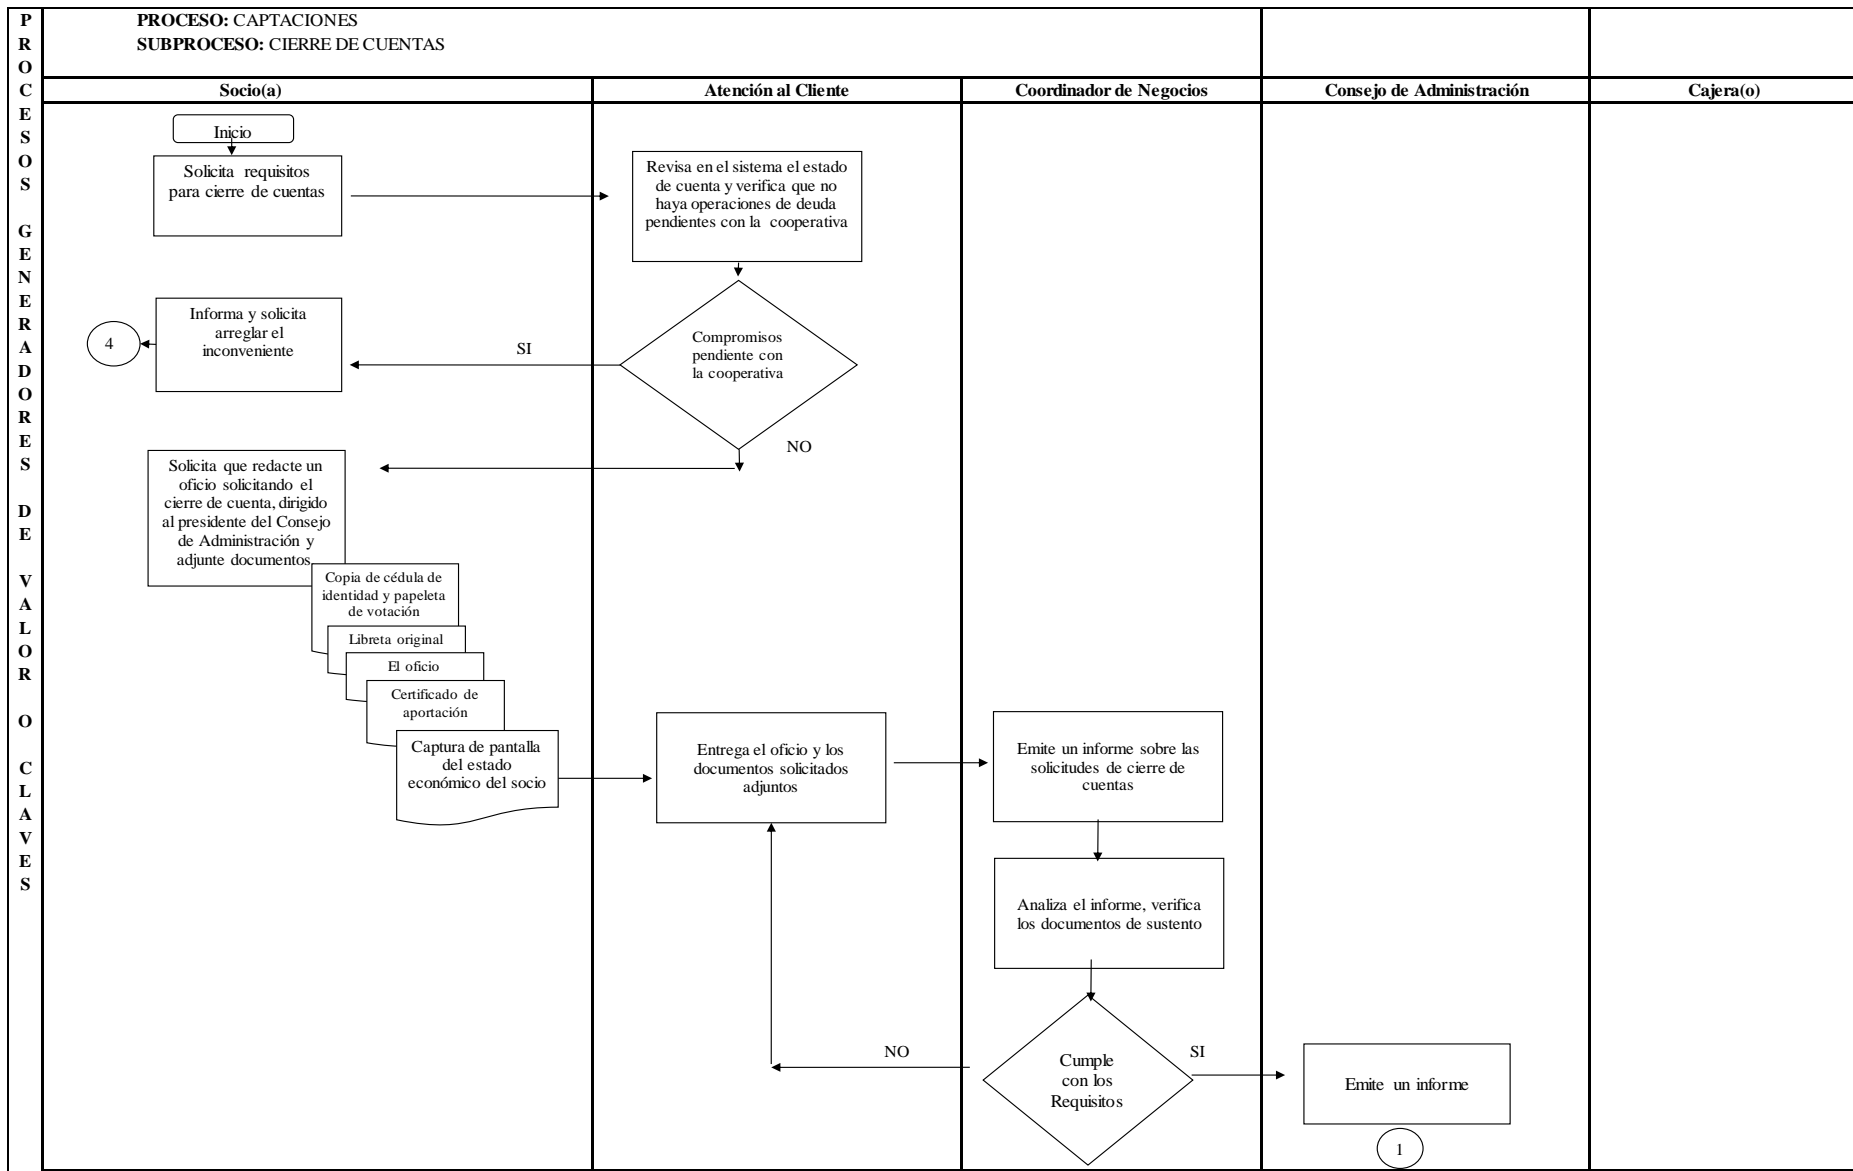 P
R
O
C
E
S
O
S
G
E
N
E
R
A
D
O
R
E
S
D
E
V
A
L
O
R
O
C
L
A
V
E
S
PROCESO: CAPTACIONES
SUBPROCESO: CIERRE DE CUENTAS
Socio(a)
Atención al Cliente
Coordinador de Negocios
Consejo de Administración
Cajera(o)
Inicio
Solicita requisitos
para cierre de cuentas
Revisa en el sistema el estado
de cuenta y verifica que no
haya operaciones de deuda
pendientes con la cooperativa
Informa y solicita
arreglar el
inconveniente
4
SI
Compromisos
pendiente con
la cooperativa
NO
Solicita que redacte un
oficio solicitando el
cierre de cuenta, dirigido
al presidente del Consejo
de Administración y
adjunte documentos
Copia de cédula de
identidad y papeleta
de votación
Libreta original
El oficio
Certificado de
aportación
Captura de pantalla
del estado
económico del socio
Entrega el oficio y los
documentos solicitados
adjuntos
Emite un informe sobre las
solicitudes de cierre de
cuentas
Analiza el informe, verifica
los documentos de sustento
NO
Cumple
con los
Requisitos
SI
Emite un informe
1